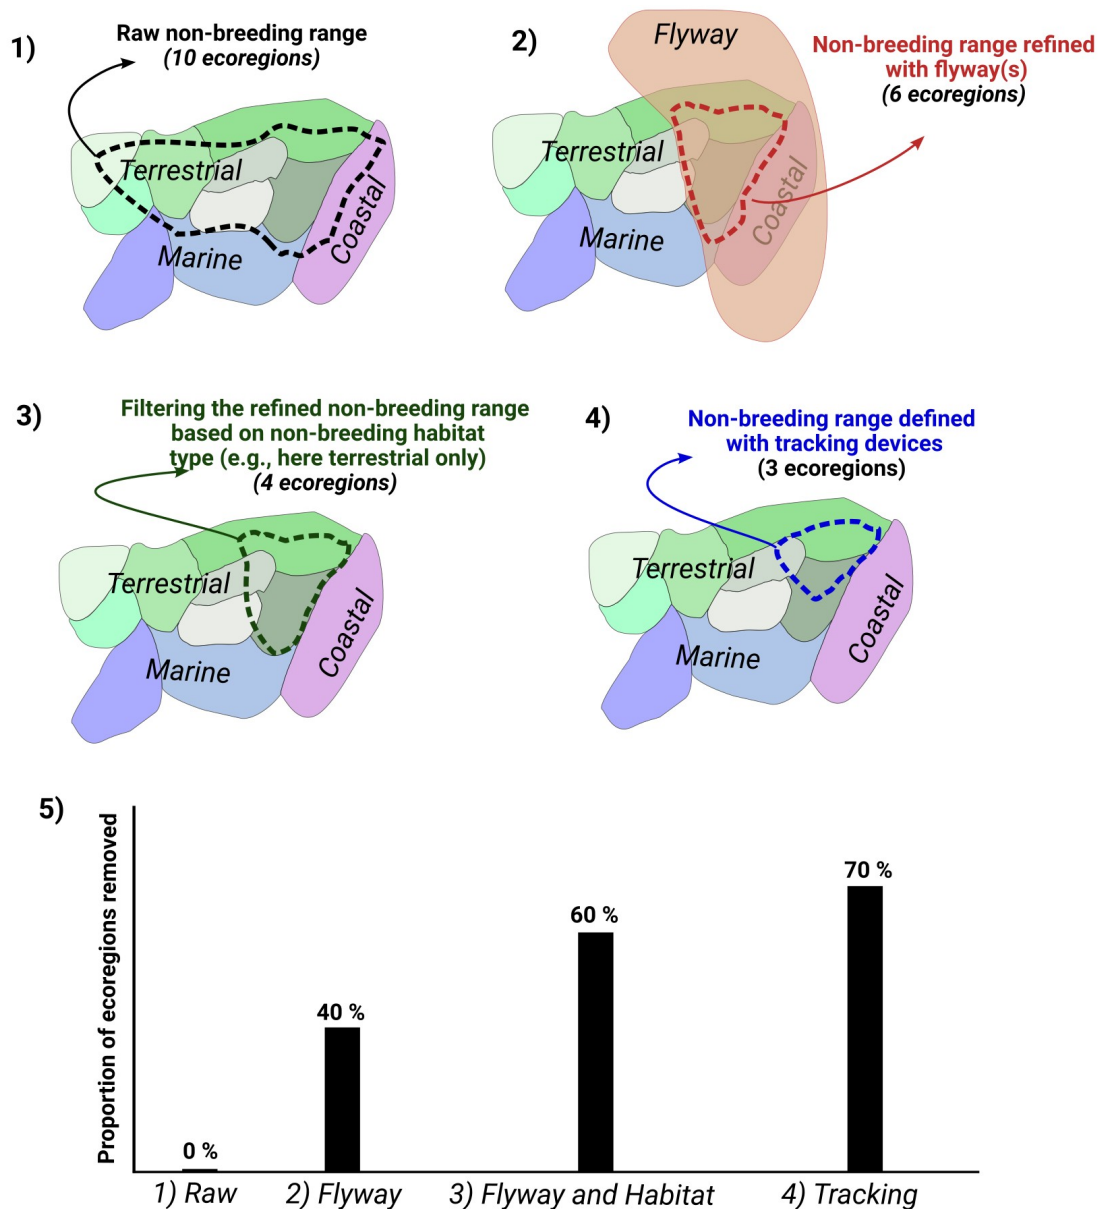 1)
Raw non-breeding range
(10 ecoregions)
Terrestrial
Marine
Coastal
2)
Flyway
Non-breeding range refined
with flyway(s)
(6 ecoregions)
Terrestrial
Marine
Coastal
3)
Filtering the refined non-breeding range
based on non-breeding habitat
type (e.g., here terrestrial only)
(4 ecoregions)
Terrestrial
Marine
Coastal
4)
Non-breeding range defined
with tracking devices
(3 ecoregions)
Terrestrial
Marine
Coastal
5)
Proportion of ecoregions removed
0 %
40 %
60 %
70 %
1) Raw
2) Flyway
3) Flyway and Habitat
4) Tracking